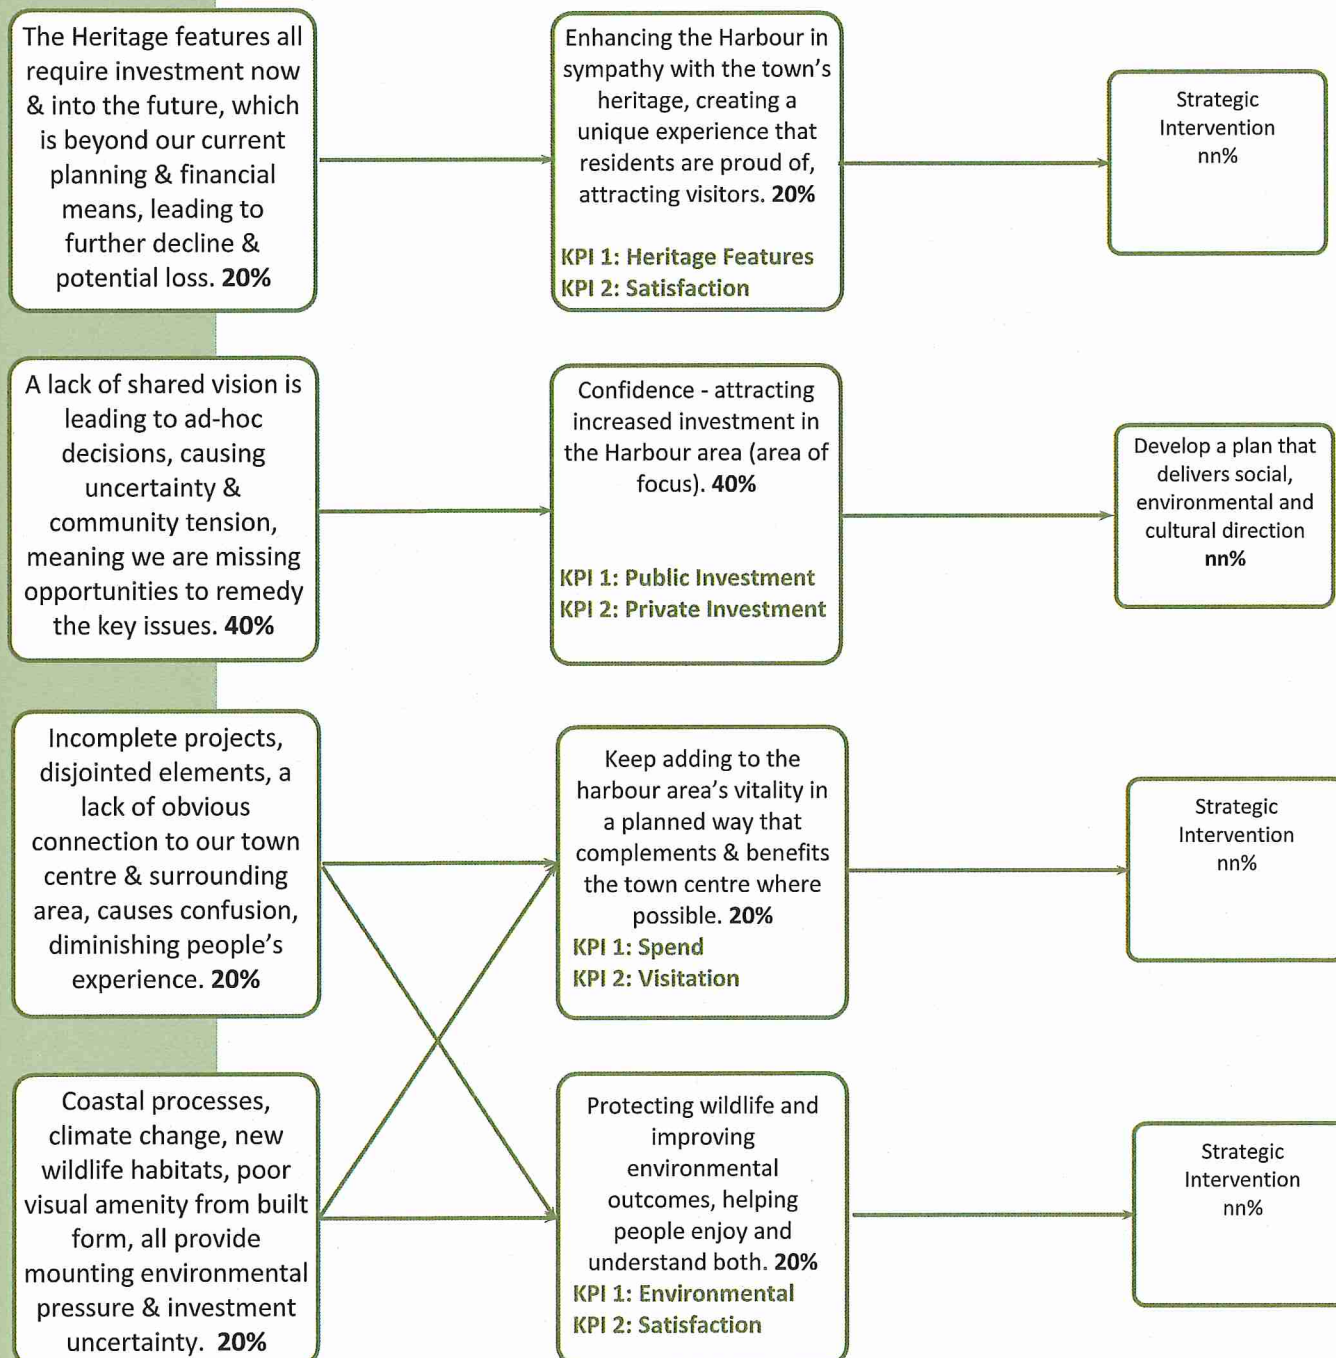 The Heritage features all
require investment now
& into the future, which
is beyond our current
planning & financial
means, leading to
further decline &
potential loss. 20%
Enhancing the Harbour in
sympathy with the town's
heritage, creating a
unique experience that
residents are proud of,
attracting visitors. 20%
KPI 1: Heritage Features
KPI 2: Satisfaction
Strategic
Intervention
nn%
A lack of shared vision is
leading to ad-hoc
decisions, causing
uncertainty &
community tension,
meaning we are missing
opportunities to remedy
the key issues. 40%
Confidence - attracting
increased investment in
the Harbour area (area of
focus). 40%
KPI 1: Public Investment
KPI 2: Private Investment
Develop a plan that
delivers social,
environmental and
cultural direction
nn%
Incomplete projects,
disjointed elements, a
lack of obvious
connection to our town
centre & surrounding
area, causes confusion,
diminishing people's
experience. 20%
Keep adding to the
harbour area's vitality in
a planned way that
complements & benefits
the town centre where
possible. 20%
KPI 1: Spend
KPI 2: Visitation
Strategic
Intervention
nn%
Coastal processes,
climate change, new
wildlife habitats, poor
visual amenity from built
form, all provide
mounting environmental
pressure & investment
uncertainty. 20%
Protecting wildlife and
improving
environmental
outcomes, helping
people enjoy and
understand both. 20%
KPI 1: Environmental
KPI 2: Satisfaction
Strategic
Intervention
nn%